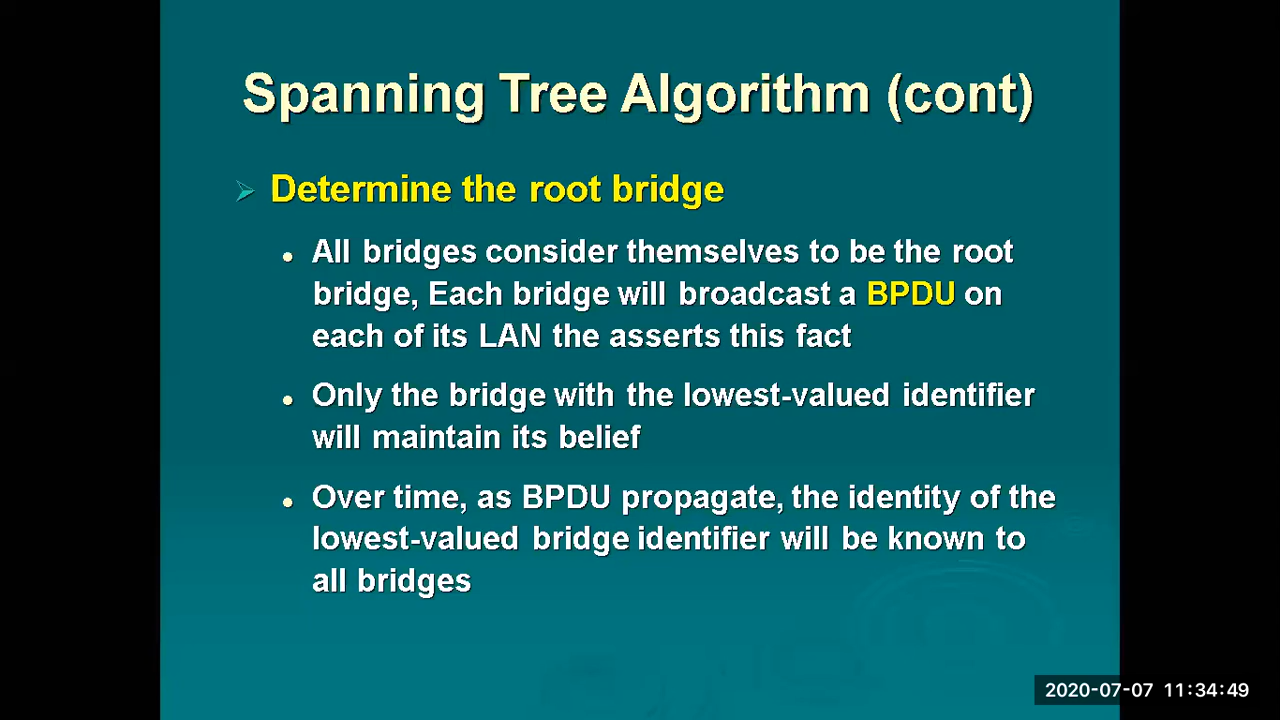 Spanning Tree Algorithm (cont)
Determine the root bridge
All bridges consider themselves to be the root
bridge, Each bridge will broadcast a BPDU on
each of its LAN the asserts this fact
Only the bridge with the lowest-valued identifier
will maintain its belief
Over time, as BPDU propagate, the identity of the
lowest-valued bridge identifier will be known to
all bridges
2020-07-07 11:34:49